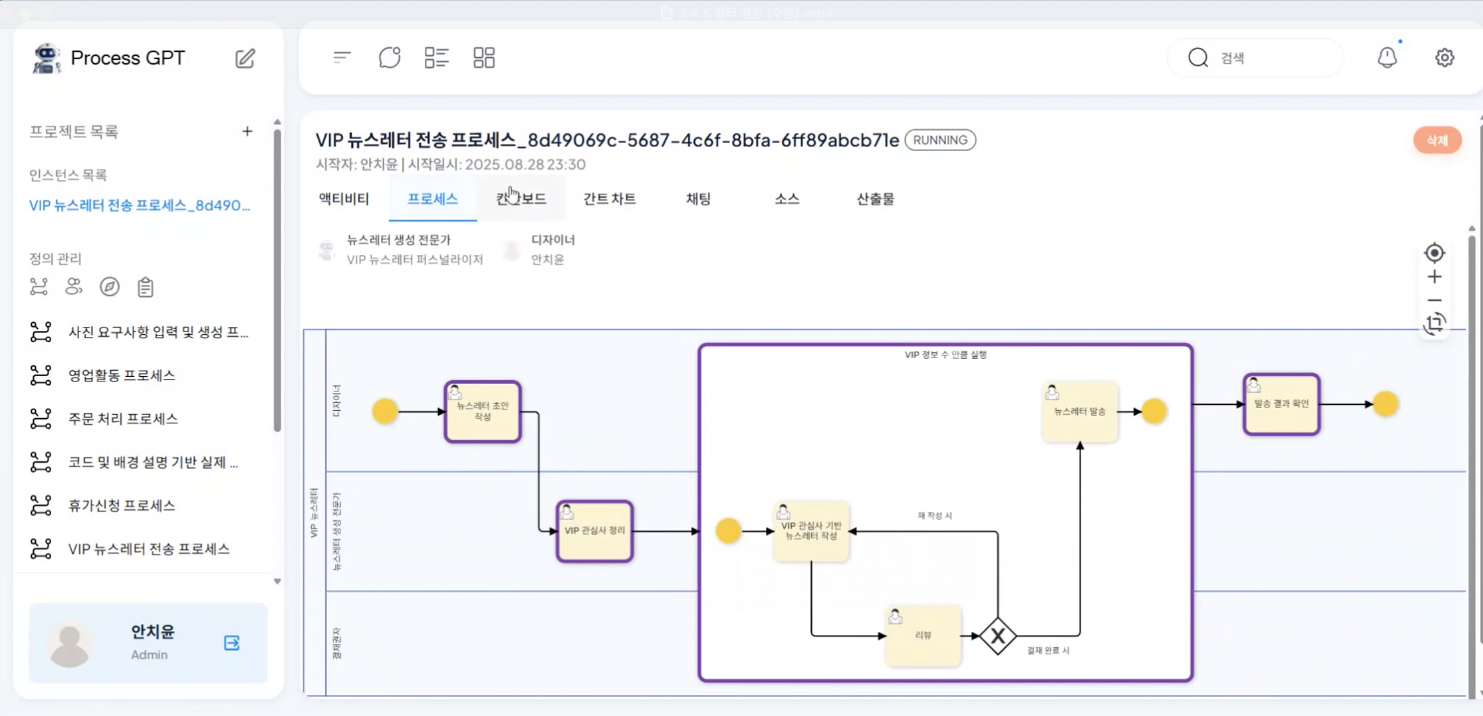 Process GPT
검색
프로젝트 목록
+
인스턴스 목록
VIP 뉴스레터 전송 프로세스_8d490...
정의 관리
사진 요구사항 입력 및 생성 프...
영업활동 프로세스
주문 처리 프로세스
코드 및 배경 설명 기반 실제 ...
휴가신청 프로세스
VIP 뉴스레터 전송 프로세스
안치윤
Admin
VIP 뉴스레터 전송 프로세스_8d49069c-5687-4c6f-8bfa-6ff89abcb71e RUNNING
삭제
시작자: 안치윤 | 시작일시: 2025.08.28 23:30
액티비티 프로세스 칸반보드 간트 차트 채팅 소스 산출물
뉴스레터 생성 전문가
VIP 뉴스레터 퍼스널라이저
디자이너
안치윤
VIP 뉴스레터
디자이너
뉴스레터 생성 전문가
결재권자
뉴스레터 초안
작성
VIP 관심사 정리
VIP 정보 수 만큼 실행
VIP 관심사 기반
뉴스레터 작성
재 작성 시
리뷰
X
결재 완료 시
뉴스레터 발송
발송 결과 확인